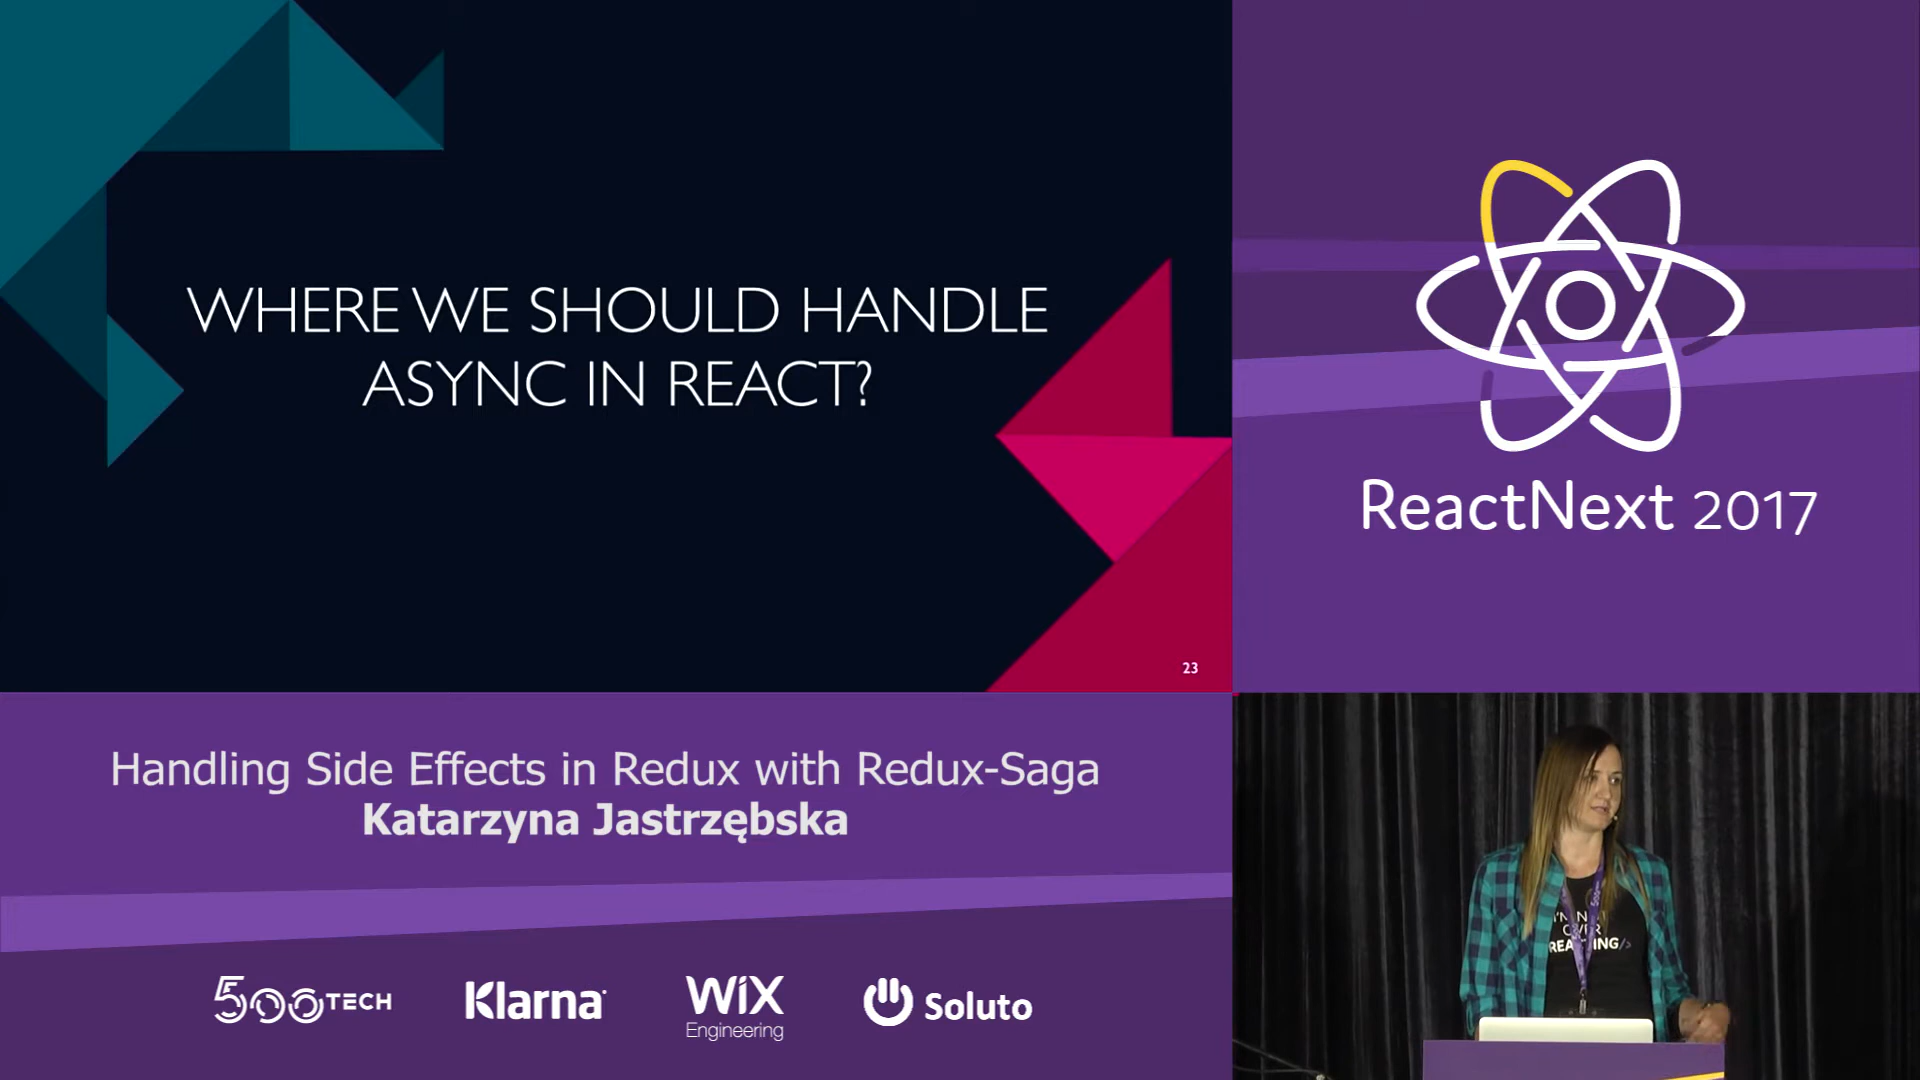 WHERE WE SHOULD HANDLE
ASYNC IN REACT?
23
ReactNext 2017
Handling Side Effects in Redux with Redux-Saga
Katarzyna Jastrzębska
500TECH
Klarna
WiX
Engineering
Soluto
OVER